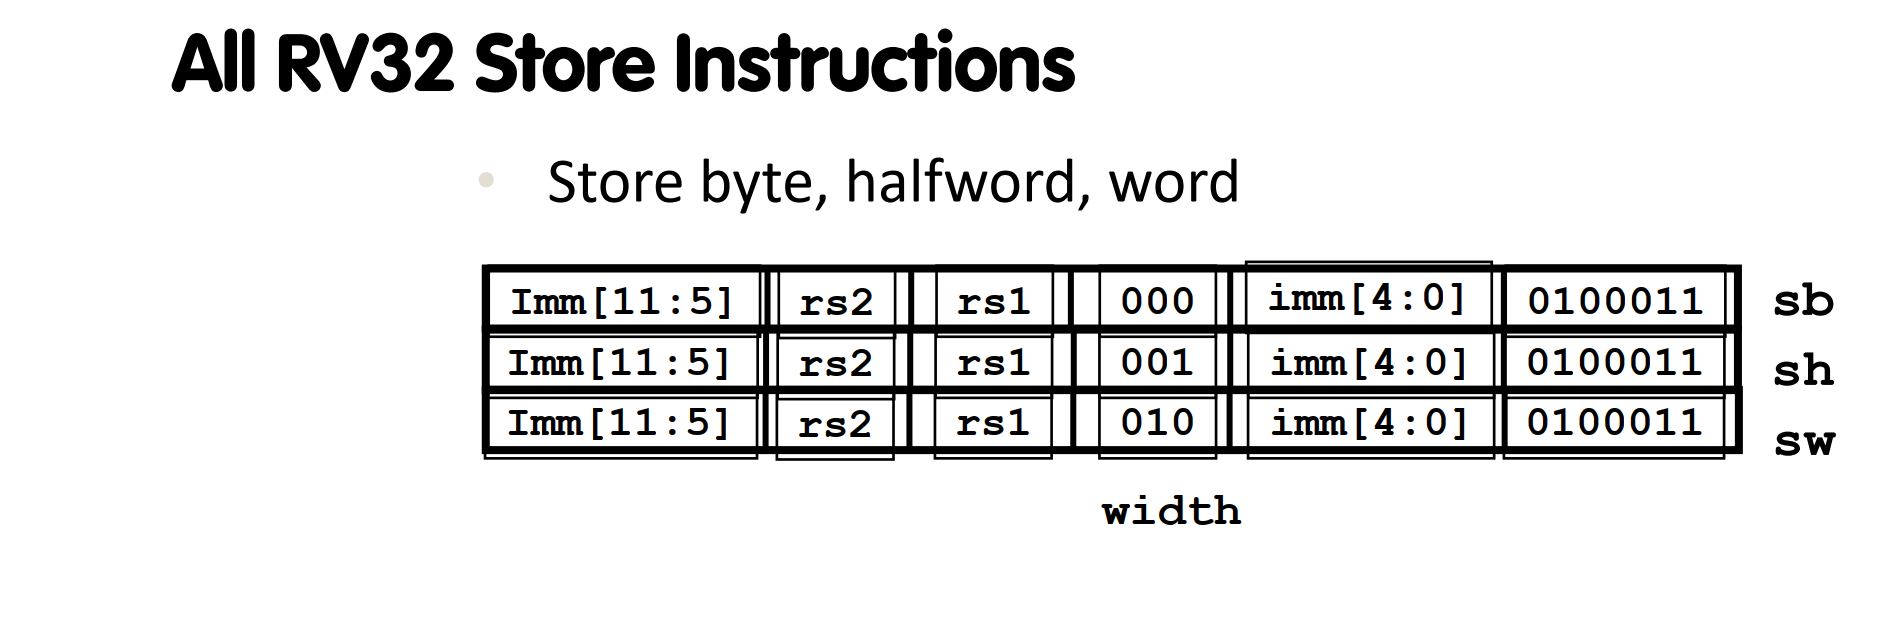 All RV32 Store Instructions
• Store byte, halfword, word
Imm[11:5] rs2 rs1 000 imm[4:0] 0100011 sb
Imm[11:5] rs2 rs1 001 imm[4:0] 0100011 sh
Imm[11:5] rs2 rs1 010 imm[4:0] 0100011 sw
width